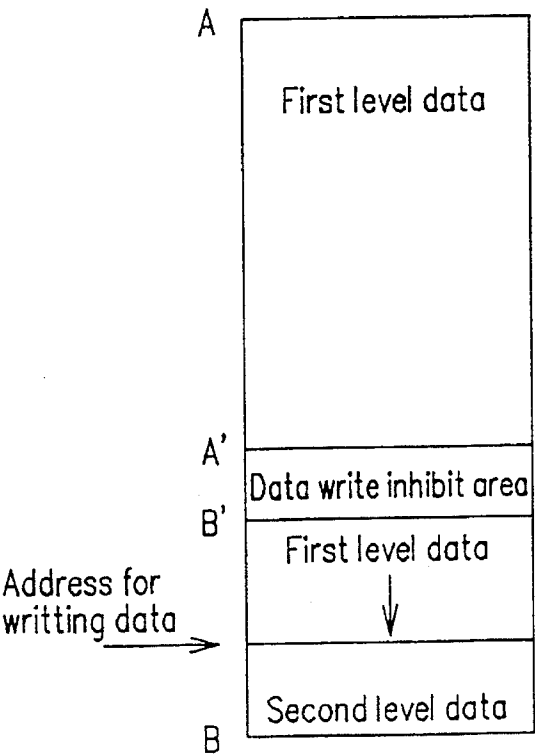 A
First level data
A'
Data write inhibit area
B'
First level data
Address for
writting data
Second level data
B